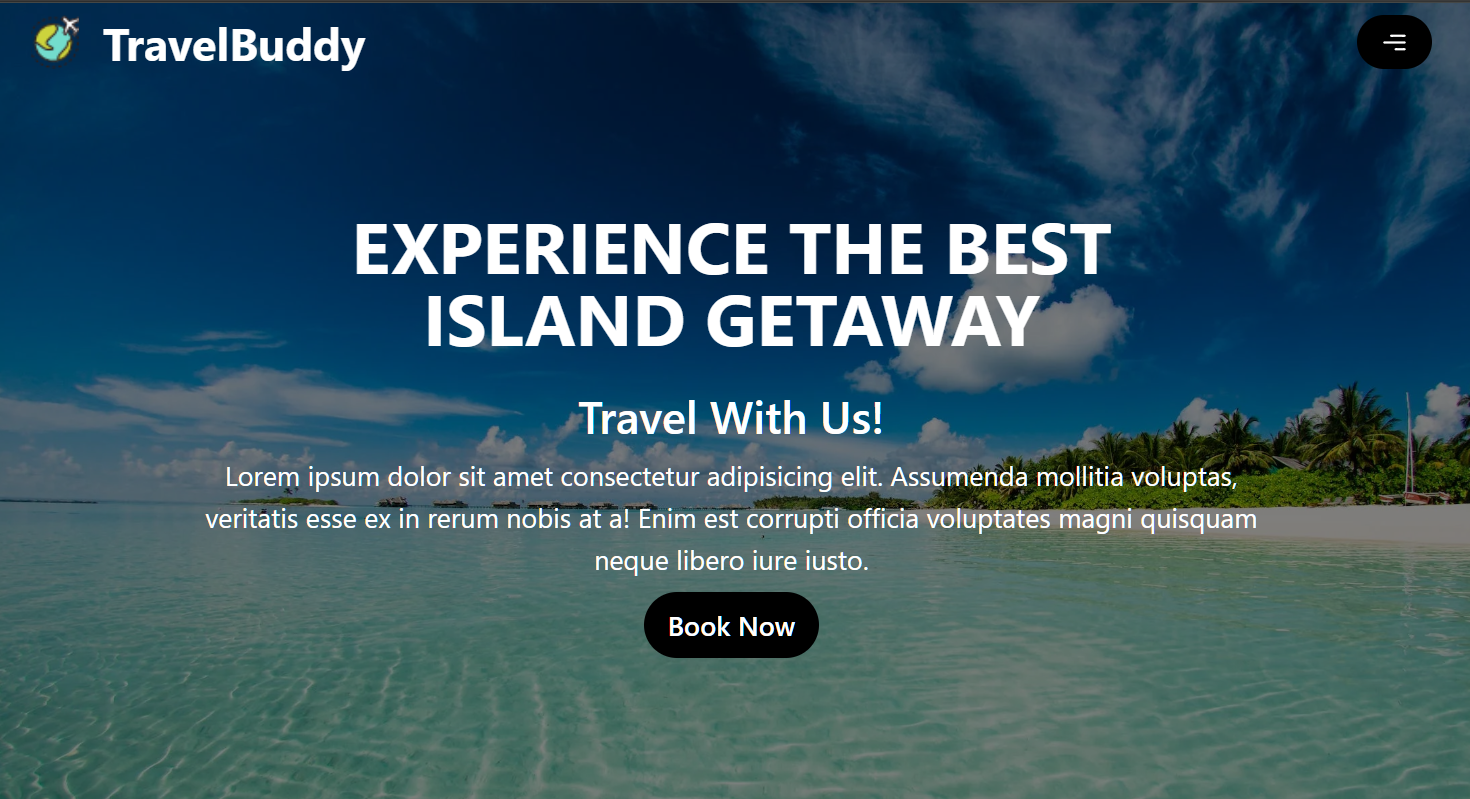 TravelBuddy
EXPERIENCE THE BEST
ISLAND GETAWAY
Travel With Us!
Lorem ipsum dolor sit amet consectetur adipisicing elit. Assumenda mollitia voluptas,
veritatis esse ex in rerum nobis at a! Enim est corrupti officia voluptates magni quisquam
neque libero iure iusto.
Book Now